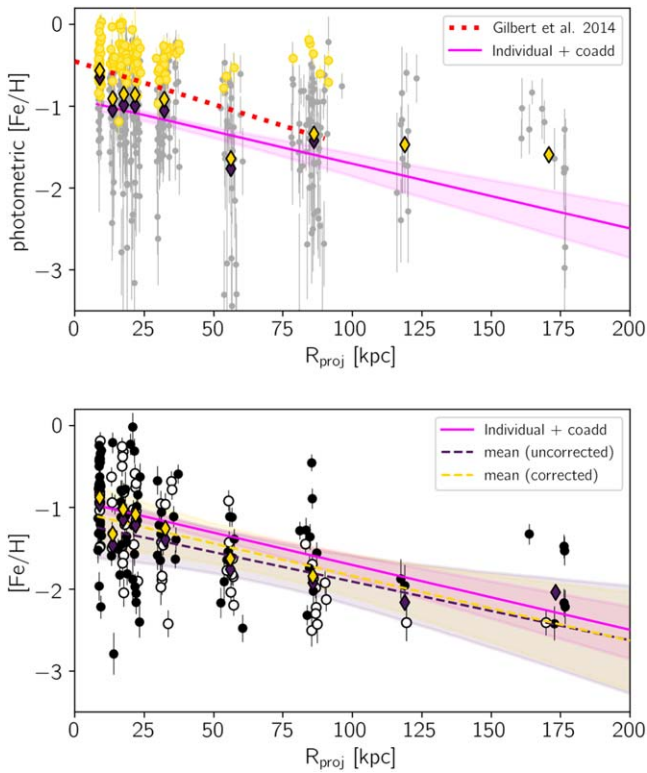 0
−1
−2
−3
photometric [Fe/H]
Gilbert et al. 2014
Individual + coadd
0 25 50 75 100 125 150 175 200
Rproj [kpc]
0
−1
−2
−3
[Fe/H]
Individual + coadd
mean (uncorrected)
mean (corrected)
0 25 50 75 100 125 150 175 200
Rproj [kpc]